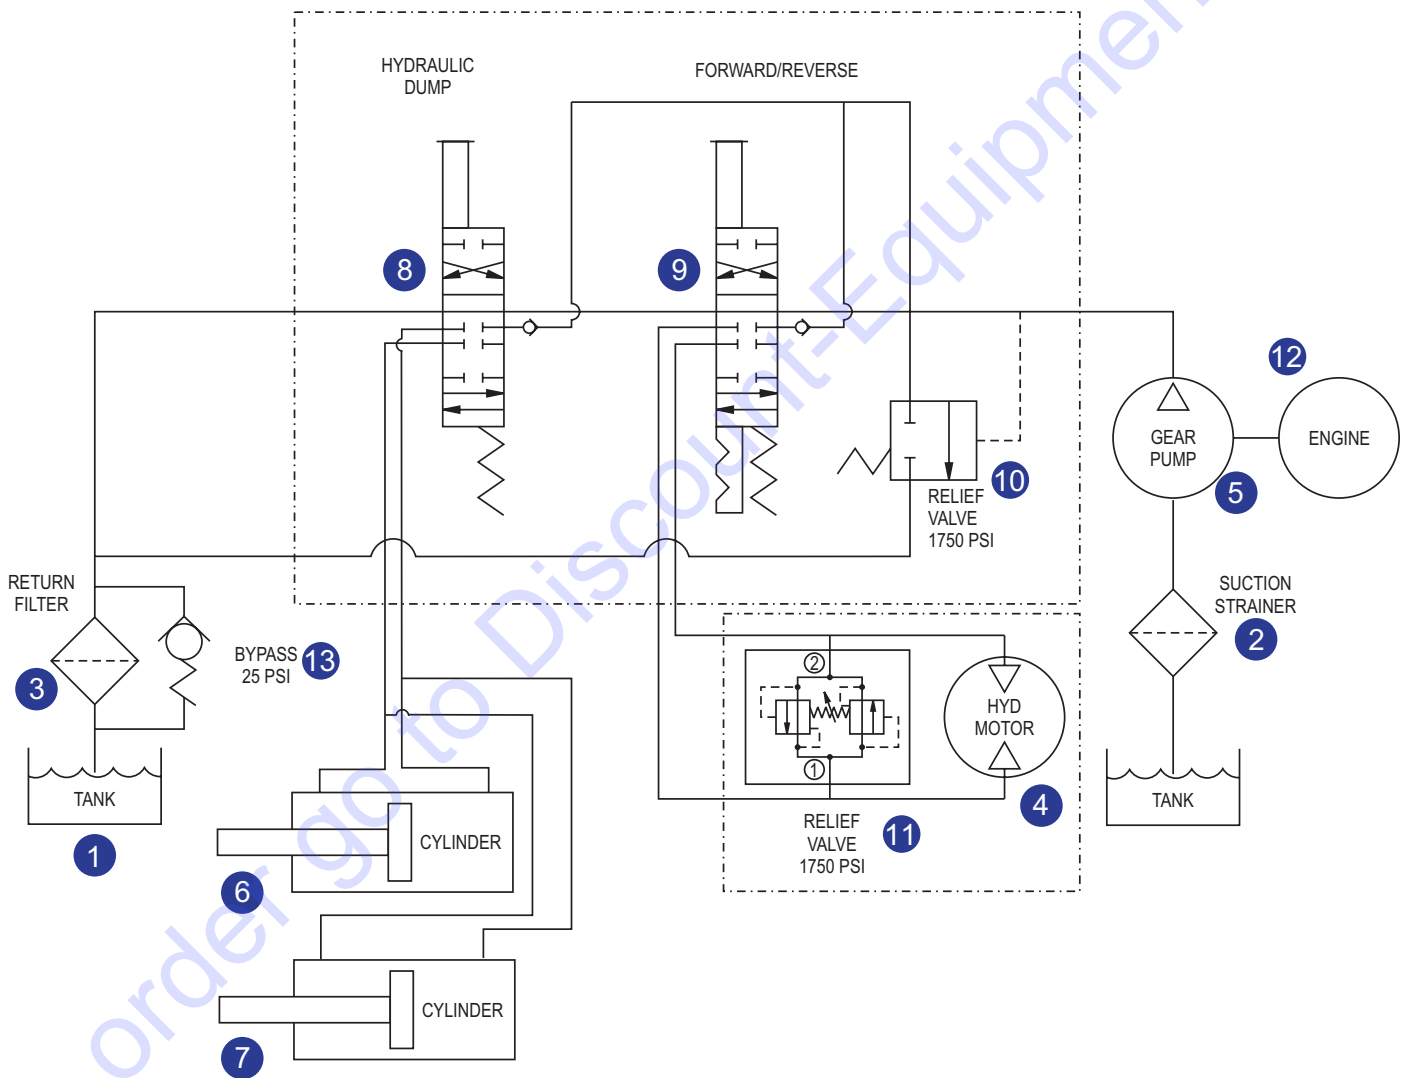 HYDRAULIC
DUMP
FORWARD/REVERSE
8
9
12
GEAR
PUMP
ENGINE
5
10
RELIEF
VALVE
1750 PSI
RETURN
FILTER
SUCTION
STRAINER
2
BYPASS
25 PSI
13
3
2
HYD
MOTOR
1
4
TANK
1
TANK
RELIEF
VALVE
1750 PSI
11
CYLINDER
6
CYLINDER
7
order go to Discount-Equipmen